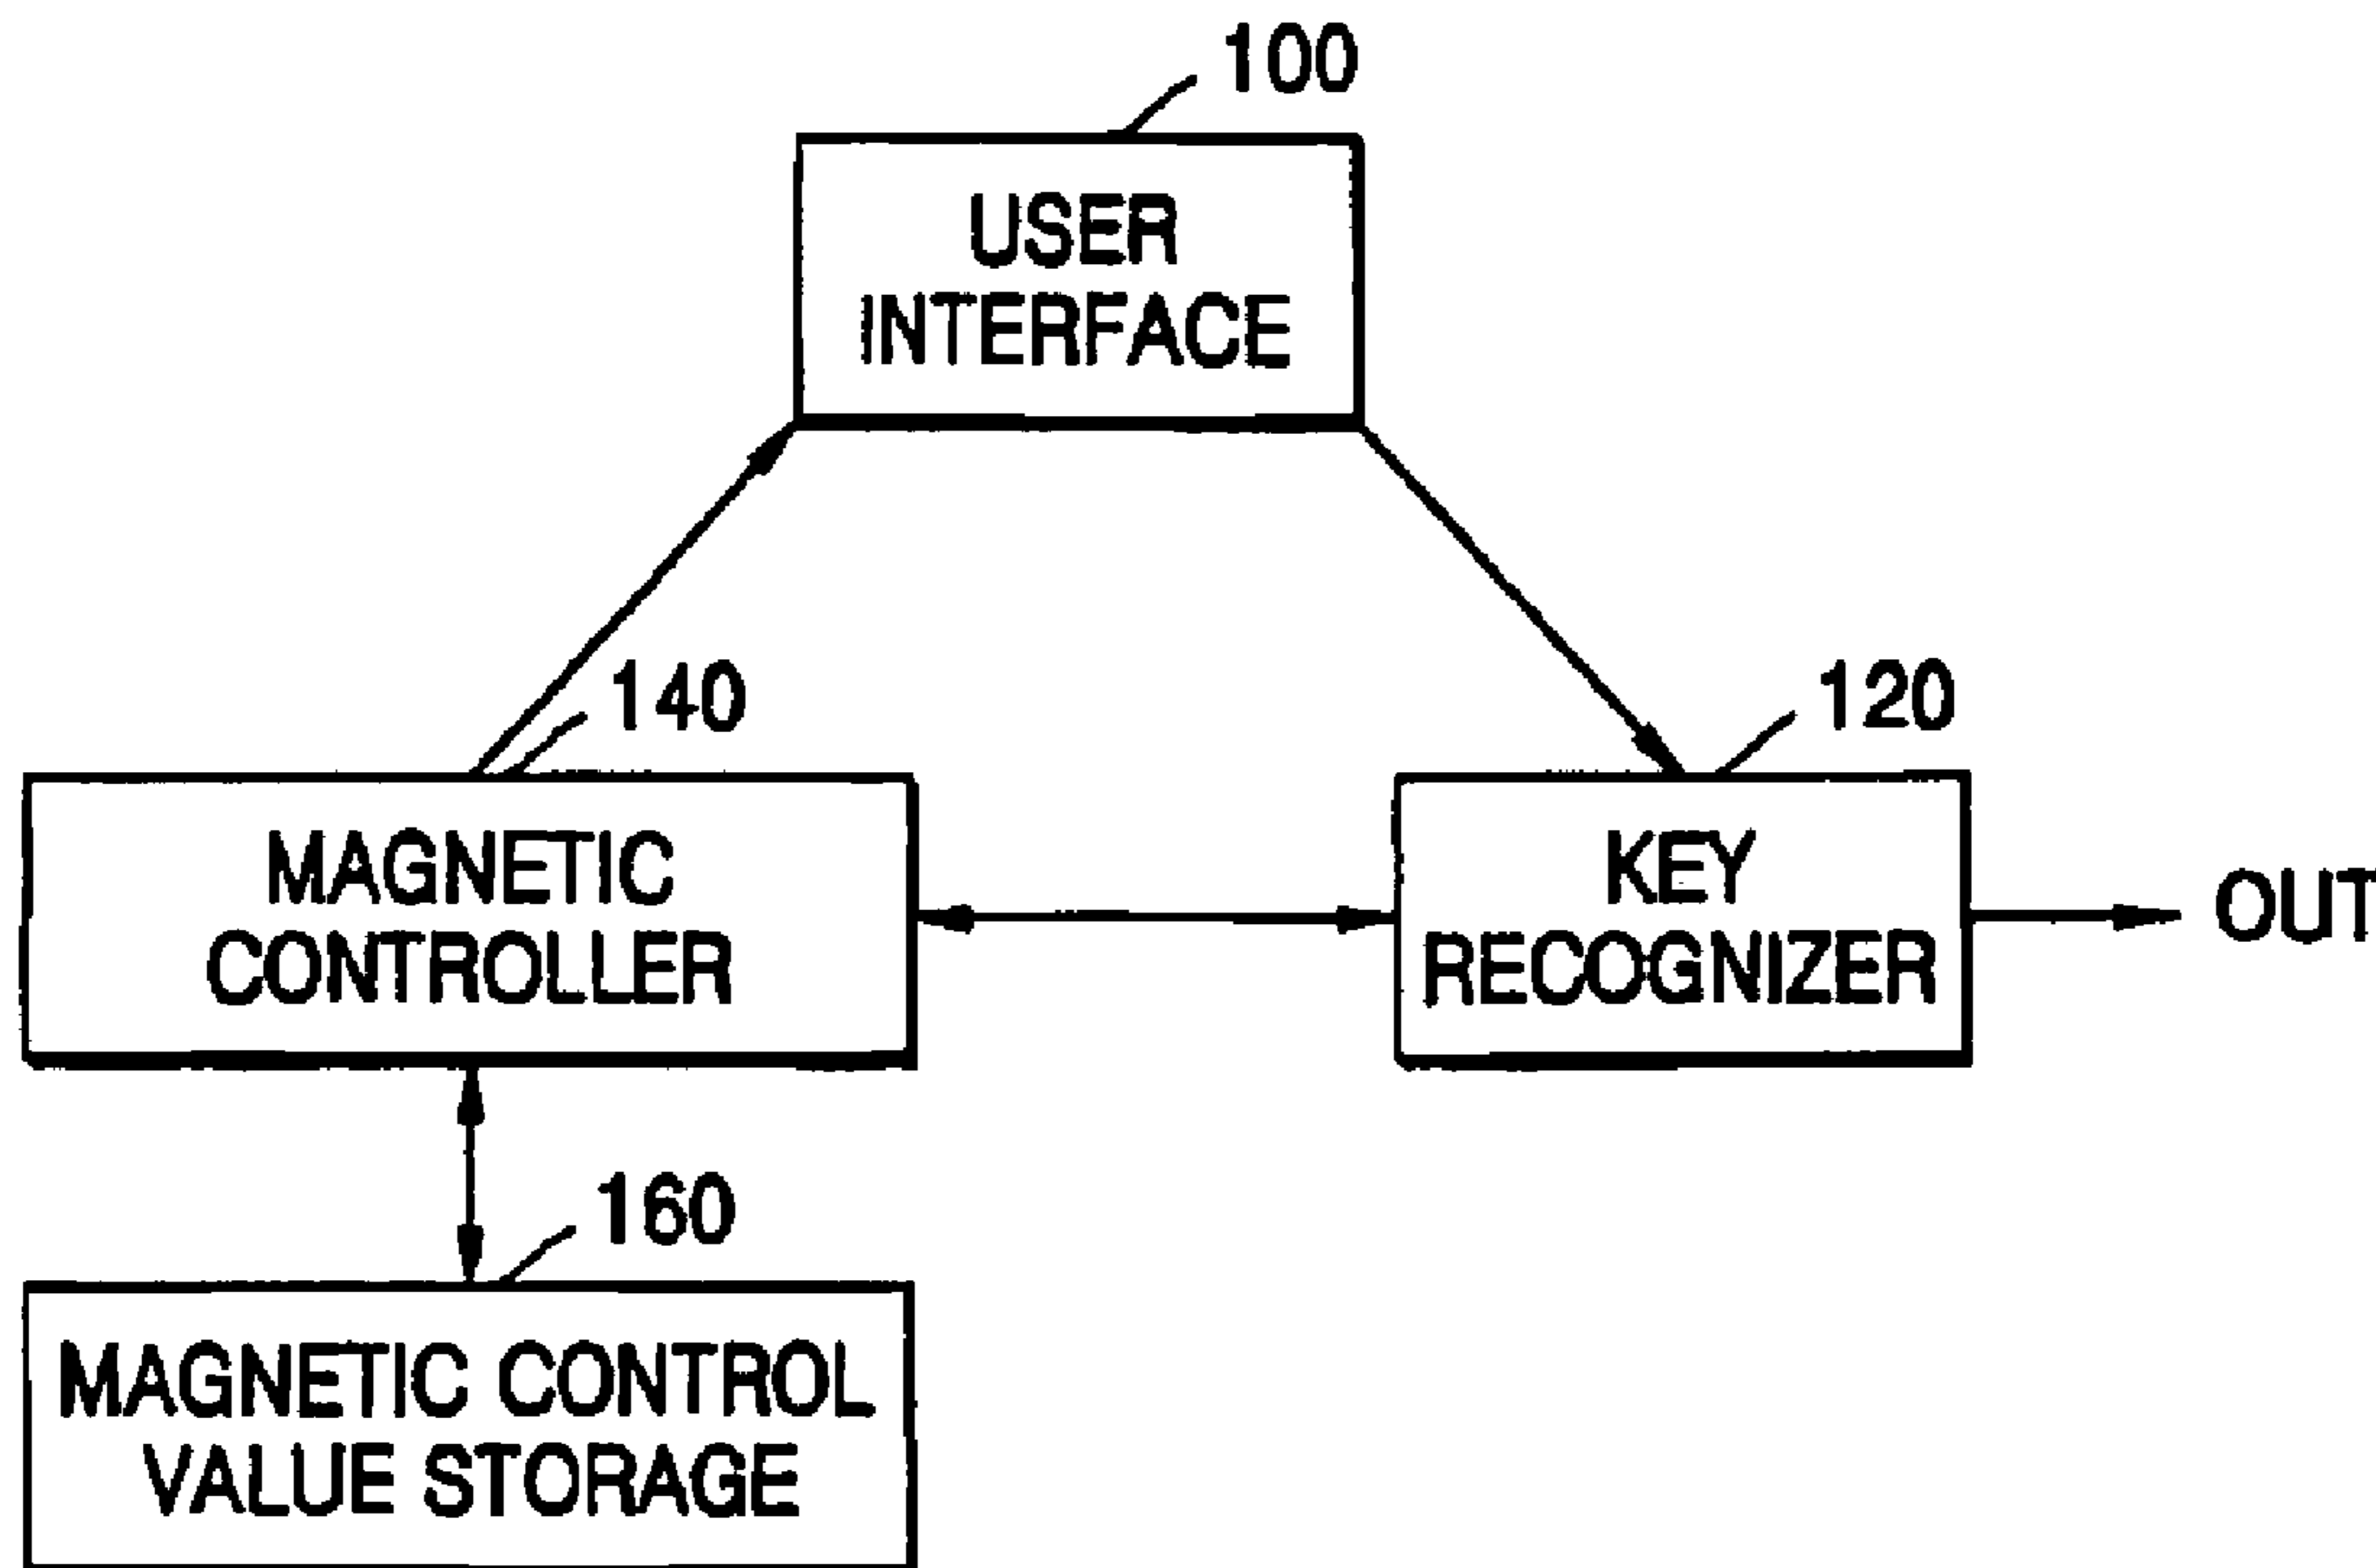 100
USER
INTERFACE
140
120
MAGNETIC
CONTROLLER
KEY
RECOGNIZER
OUT
160
MAGNETIC CONTROL
VALUE STORAGE